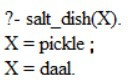 ?- salt_dish(X).
X = pickle ;
X = daal.